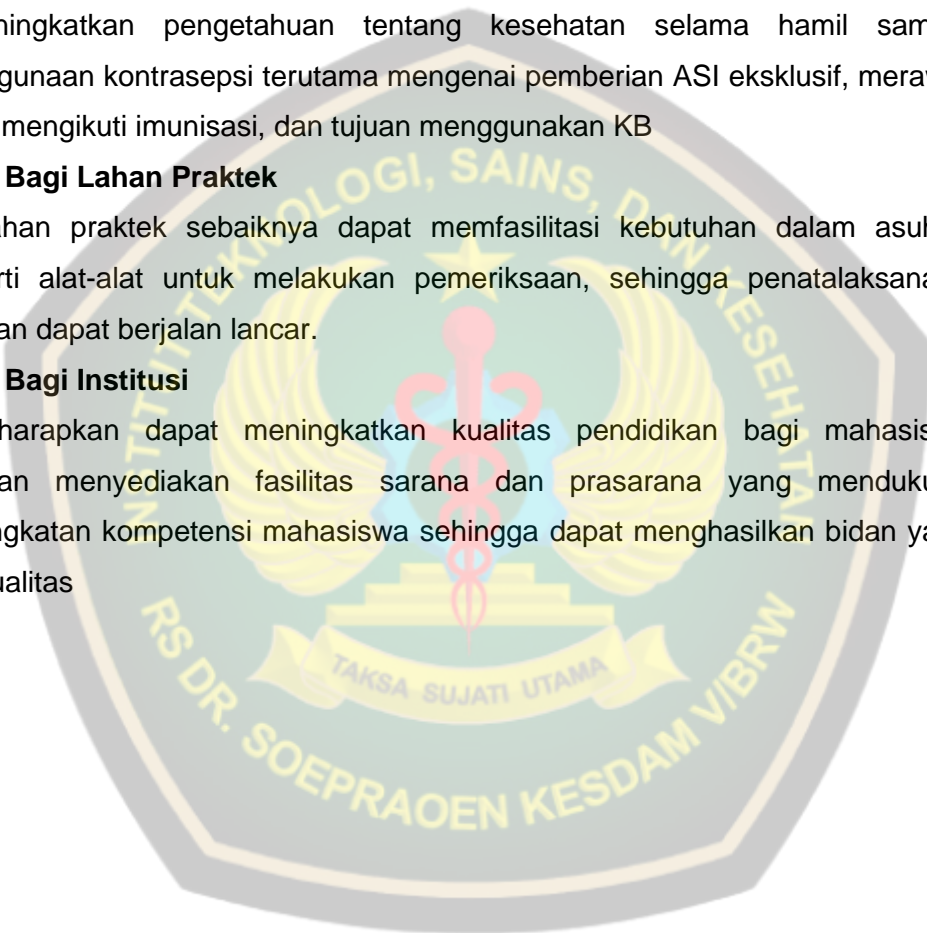 ningkatkan pengetahuan tentang kesehatan selama hamil sam
gunaan kontrasepsi terutama mengenai pemberian ASI eksklusif, mera
mengikuti imunisasi, dan tujuan menggunakan KB
Bagi Lahan Praktek
ahan praktek sebaiknya dapat memfasilitasi kebutuhan dalam asuh
rti alat-alat untuk melakukan pemeriksaan, sehingga penatalaksana
an dapat berjalan lancar.
Bagi Institusi
harapkan dapat meningkatkan kualitas pendidikan bagi mahasis
an menyediakan fasilitas sarana dan prasarana yang menduku
ngkatan kompetensi mahasiswa sehingga dapat menghasilkan bidan ya
ualitas
INSTITUT TEKNOLOGI, SAINS, DAN KESEHATAN
TAKSA SUJATI UTAMA
RS DR. SOEPRAOEN KESDAM V/BRW